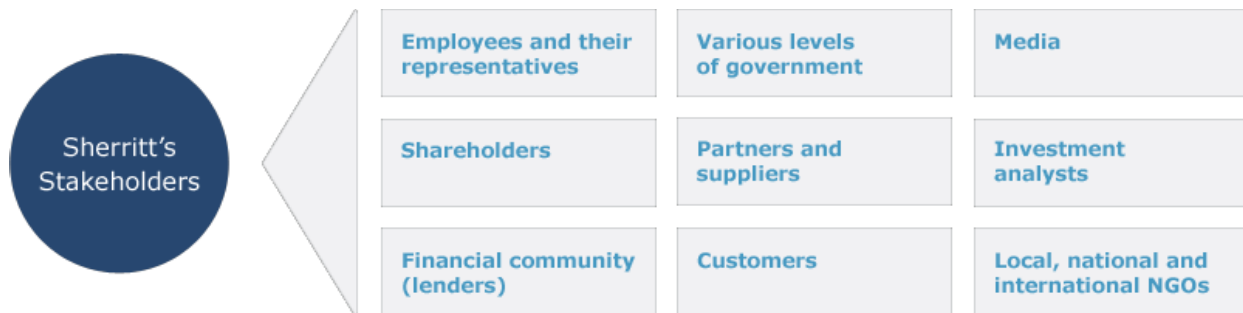 Sherritt's
Stakeholders
Employees and their
representatives
Various levels
of government
Media
Shareholders
Partners and
suppliers
Investment
analysts
Financial community
(lenders)
Customers
Local, national and
international NGOs